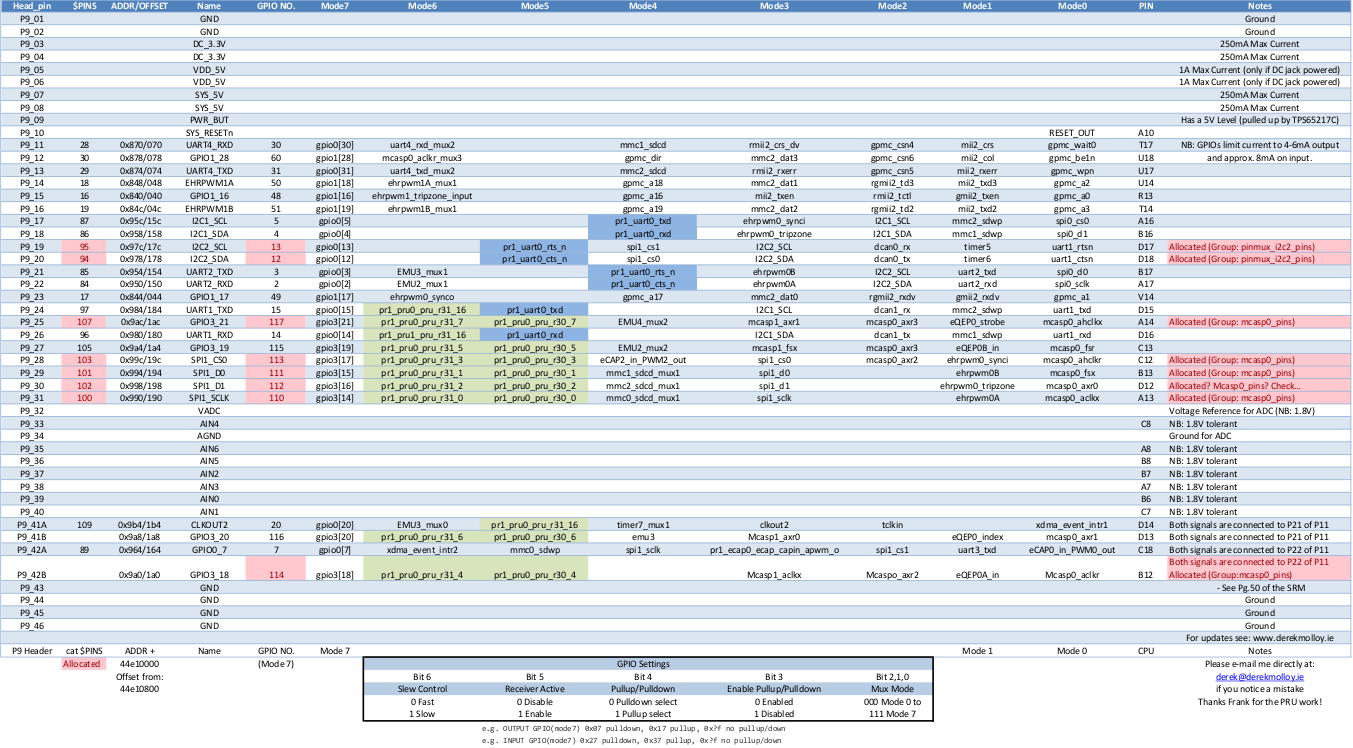 Head_pin $PINS ADDR/OFFSET GPIO NO. Mode7 Mode6 Mode5 Mode4 Mode3 Mode2 Mode1 Mode0 PIN Notes
P9_01 GND Ground
P9_02 GND Ground
P9_03 DC_3.3V 250mA Max Current
P9_04 DC_3.3V 250mA Max Current
P9_05 VDD_5V 1A Max Current (only if DC jack powered)
P9_06 VDD_5V 1A Max Current (only if DC jack powered)
P9_07 SYS_5V 250mA Max Current
P9_08 SYS_5V 250mA Max Current
P9_09 PWR_BUT Has a 5V Level (pulled up by TPS65217C)
P9_10 SYS_RESETn RESET_OUT A10
P9_11 28 0x870/070 UART4_RXD 30 gpio0[30] uart4_rxd_mux2 mmc1_sdcd rmii2_crs_dv gpmc_csn4 mii2_crs gpmc_wait0 T17 NB: GPIOs limit current to 4-6mA output
P9_12 30 0x878/078 GPIO1_28 60 gpio1[28] mcasp0_aclkr_mux3 gpmc_dir mmc2_dat3 gpmc_csn6 mii2_col gpmc_be1n U18 and approx. 8mA on input.
P9_13 29 0x874/074 UART4_TXD 31 gpio0[31] uart4_txd_mux2 mmc2_sdcd rmii2_rxerr gpmc_csn5 mii2_rxerr gpmc_wpn U17
P9_14 18 0x848/048 EHRPWM1A 50 gpio1[18] ehrpwm1A_mux1 gpmc_a18 mmc2_dat1 rgmii2_td3 mii2_txd3 gpmc_a2 U14
P9_15 16 0x840/040 GPIO1_16 48 gpio1[16] ehrpwm1_tripzone_input gpmc_a16 mii2_txen rmii2_tctl mii2_txen gpmc_a0 R13
P9_16 19 0x84c/04c EHRPWM1B 51 gpio1[19] ehrpwm1B_mux1 gpmc_a19 mmc2_dat2 rgmii2_td2 mii2_txd2 gpmc_a3 T14
P9_17 87 0x95c/15c I2C1_SCL 5 gpio0[5] pr1_uart0_txd ehrpwm0_synci I2C1_SCL mmc2_sdwp spi0_cs0 A16
P9_18 86 0x958/158 I2C1_SDA 4 gpio0[4] pr1_uart0_rxd ehrpwm0_tripzone I2C1_SDA mmc1_sdwp spi0_d1 B16
P9_19 95 0x97c/17c I2C2_SCL 13 gpio0[13] pr1_uart0_rts_n spi1_cs1 I2C2_SCL dcan0_rx timer5 uart1_rtsn D17 Allocated (Group: pinmux_i2c2_pins)
P9_20 94 0x978/178 I2C2_SDA 12 gpio0[12] pr1_uart0_cts_n spi1_cs0 I2C2_SDA dcan0_tx timer6 uart1_ctsn D18 Allocated (Group: pinmux_i2c2_pins)
P9_21 85 0x954/154 UART2_TXD 3 gpio0[3] EMU3_mux1 pr1_uart0_rts_n ehrpwm0B I2C2_SCL uart2_txd spi0_d0 B17
P9_22 84 0x950/150 UART2_RXD 2 gpio0[2] EMU2_mux1 pr1_uart0_cts_n ehrpwm0A I2C2_SDA uart2_rxd spi0_sclk A17
P9_23 17 0x844/044 GPIO1_17 49 gpio1[17] ehrpwm0_synco gpmc_a17 mmc2_dat0 rgmii2_rxdv gmii2_rxdv gpmc_a1 V14
P9_24 97 0x984/184 UART1_TXD 15 gpio0[15] pr1_pru0_pru_r31_16 pr1_uart0_txd I2C1_SCL dcan1_rx mmc2_sdwp uart1_txd D15
P9_25 107 0x9ac/1ac GPIO3_21 117 gpio3[21] pr1_pru0_pru_r31_7 pr1_pru0_pru_r30_7 EMU4_mux2 mcasp1_axr1 mcasp0_axr3 eQEP0_strobe mcasp0_ahclkx A14 Allocated (Group: mcasp0_pins)
P9_26 96 0x980/180 UART1_RXD 14 gpio0[14] pr1_pru1_pru_r31_16 pr1_uart0_rxd I2C1_SDA dcan1_tx mmc1_sdwp uart1_rxd D16
P9_27 105 0x9a4/1a4 GPIO3_19 115 gpio3[19] pr1_pru0_pru_r31_5 pr1_pru0_pru_r30_5 EMU2_mux2 mcasp1_fsx mcasp0_axr3 eQEP0B_in mcasp0_fsr C13
P9_28 103 0x99c/19c SPI1_CS0 113 gpio3[17] pr1_pru0_pru_r31_3 pr1_pru0_pru_r30_3 eCAP2_in_PWM2_out spi1_cs0 mcasp0_axr2 ehrpwm0_synci mcasp0_ahclkr C12 Allocated (Group: mcasp0_pins)
P9_29 101 0x994/194 SPI1_D0 111 gpio3[15] pr1_pru0_pru_r31_1 pr1_pru0_pru_r30_1 mmc1_sdcd_mux1 spi1_d0 ehrpwm0B mcasp0_fsx B13 Allocated (Group: mcasp0_pins)
P9_30 102 0x998/198 SPI1_D1 112 gpio3[16] pr1_pru0_pru_r31_2 pr1_pru0_pru_r30_2 mmc2_sdcd_mux1 spi1_d1 ehrpwm0_tripzone mcasp0_axr0 D12 Allocated? Mcasp0_pins? Check...
P9_31 100 0x990/190 SPI1_SCLK 110 gpio3[14] pr1_pru0_pru_r31_0 pr1_pru0_pru_r30_0 mmc0_sdcd_mux1 spi1_sclk ehrpwm0A mcasp0_aclkx A13 Allocated (Group: mcasp0_pins)
P9_32 VADC Voltage Reference for ADC (NB: 1.8V)
P9_33 AIN4 C8 NB: 1.8V tolerant
P9_34 AGND Ground for ADC
P9_35 AIN6 A8 NB: 1.8V tolerant
P9_36 AIN5 B8 NB: 1.8V tolerant
P9_37 AIN2 B7 NB: 1.8V tolerant
P9_38 AIN3 A7 NB: 1.8V tolerant
P9_39 AIN0 B6 NB: 1.8V tolerant
P9_40 AIN1 C7 NB: 1.8V tolerant
P9_41A 109 0x9b4/1b4 CLKOUT2 20 gpio0[20] EMU3_mux0 pr1_pru0_pru_r31_16 timer7_mux1 clkout2 tclkin xdma_event_intr1 D14 Both signals are connected to P21 of P11
P9_41B 0x9a8/1a8 GPIO3_20 116 gpio3[20] pr1_pru0_pru_r31_6 pr1_pru0_pru_r30_6 emu3 Mcasp1_axr0 eQEP0_index mcasp0_axr1 D13 Both signals are connected to P21 of P11
P9_42A 89 0x964/164 GPIO0_7 7 gpio0[7] xdma_event_intr2 mmc0_sdwp spi1_sclk pr1_ecap0_ecap_capin_apwm_o spi1_cs1 uart3_txd eCAP0_in_PWM0_out C18 Both signals are connected to P22 of P11
Both signals are connected to P22 of P11
P9_42B 0x9a0/1a0 GPIO3_18 114 gpio3[18] pr1_pru0_pru_r31_4 pr1_pru0_pru_r30_4 Mcasp1_aclkx Mcaspo_axr2 eQEP0A_in Mcasp0_aclkr B12 Allocated (Group:mcasp0_pins)
P9_43 GND - See Pg.50 of the SRM
P9_44 GND Ground
P9_45 GND Ground
P9_46 GND Ground
For updates see: www.derekmolloy.ie
P9 Header cat $PINS ADDR + Name GPIO NO. Mode 7 Mode 1 Mode 0 CPU Notes
Allocated 44e10000 (Mode 7) GPIO Settings Please e-mail me directly at:
Offset from: Bit 6 Bit 5 Bit 4 Bit 3 Bit 2,1,0 derek@derekmolloy.ie
44e10800 Slew Control Receiver Active Pullup/Pulldown Enable Pullup/Pulldown Mux Mode if you notice a mistake
0 Fast 0 Disable 0 Pulldown select 0 Enabled 000 Mode 0 to Thanks Frank for the PRU work!
1 Slow 1 Enable 1 Pullup select 1 Disabled 111 Mode 7
e.g. OUTPUT GPIO(mode7) 0x07 pulldown, 0x17 pullup, 0x?f no pullup/down
e.g. INPUT GPIO(mode7) 0x27 pulldown, 0x37 pullup, 0x?f no pullup/down